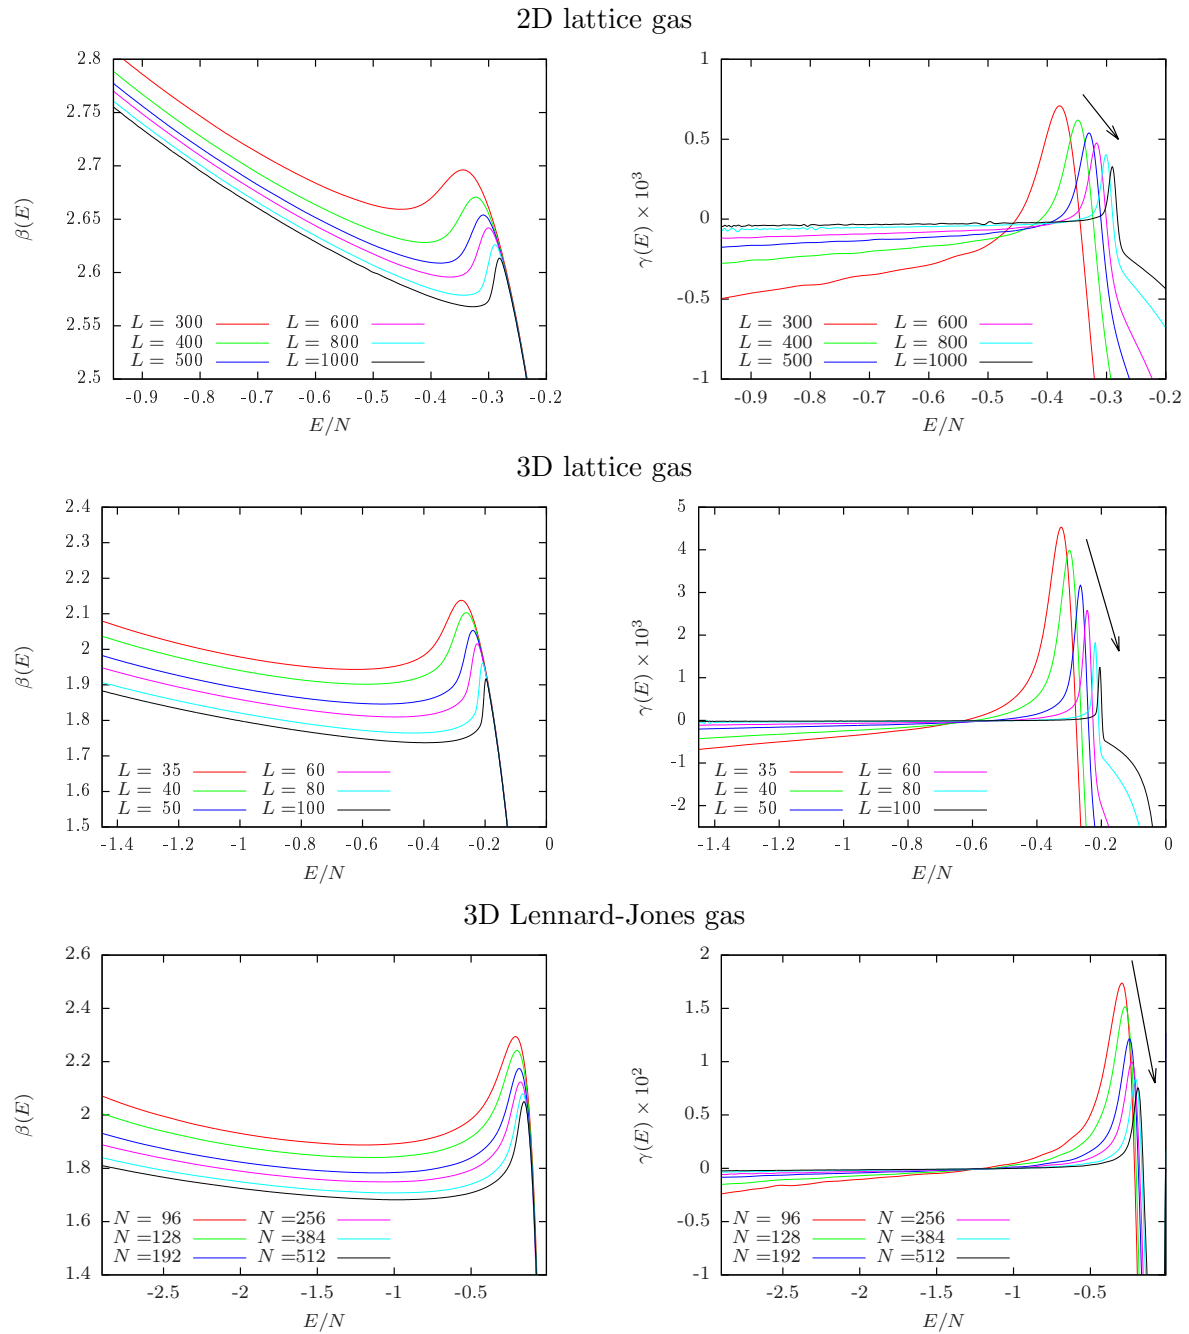 2D lattice gas
2.8
2.75
2.7
2.65
2.6
2.55
2.5
β(E)
L = 300
L = 400
L = 500
L = 600
L = 800
L =1000
-0.9 -0.8 -0.7 -0.6 -0.5 -0.4 -0.3 -0.2
E/N
1
0.5
0
-0.5
-1
γ(E) × 10³
L = 300
L = 400
L = 500
L = 600
L = 800
L =1000
-0.9 -0.8 -0.7 -0.6 -0.5 -0.4 -0.3 -0.2
E/N
3D lattice gas
2.4
2.3
2.2
2.1
2
1.9
1.8
1.7
1.6
1.5
β(E)
L = 35
L = 40
L = 50
L = 60
L = 80
L =100
-1.4 -1.2 -1 -0.8 -0.6 -0.4 -0.2 0
E/N
5
4
3
2
1
0
-1
-2
γ(E) × 10³
L = 35
L = 40
L = 50
L = 60
L = 80
L =100
-1.4 -1.2 -1 -0.8 -0.6 -0.4 -0.2 0
E/N
3D Lennard-Jones gas
2.6
2.4
2.2
2
1.8
1.6
1.4
β(E)
N = 96
N =128
N =192
N =256
N =384
N =512
-2.5 -2 -1.5 -1 -0.5
E/N
2
1.5
1
0.5
0
-0.5
-1
γ(E) × 10²
N = 96
N =128
N =192
N =256
N =384
N =512
-2.5 -2 -1.5 -1 -0.5
E/N